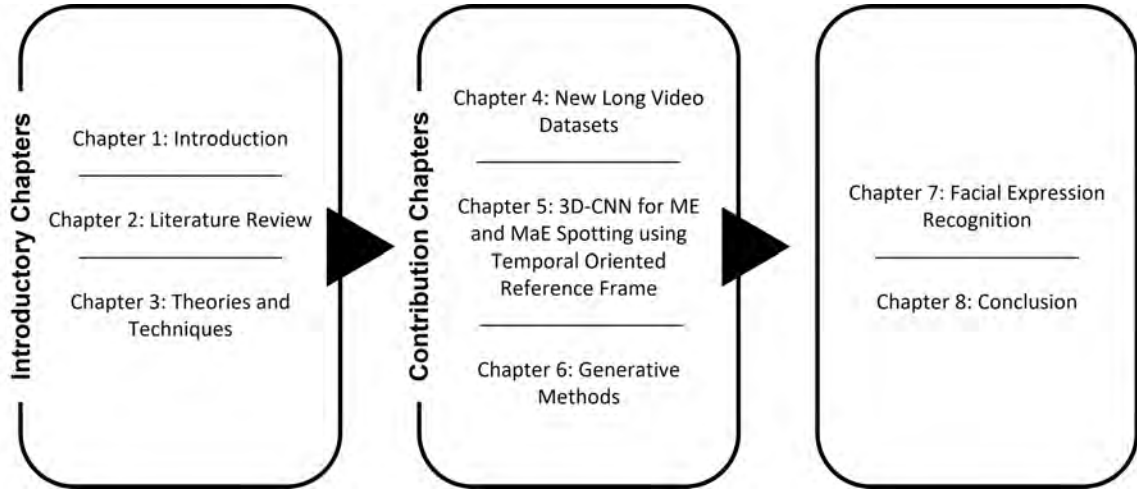 Introductory Chapters
Chapter 1: Introduction
Chapter 2: Literature Review
Chapter 3: Theories and
Techniques
Contribution Chapters
Chapter 4: New Long Video
Datasets
Chapter 5: 3D-CNN for ME
and MaE Spotting using
Temporal Oriented
Reference Frame
Chapter 6: Generative
Methods
Chapter 7: Facial Expression
Recognition
Chapter 8: Conclusion